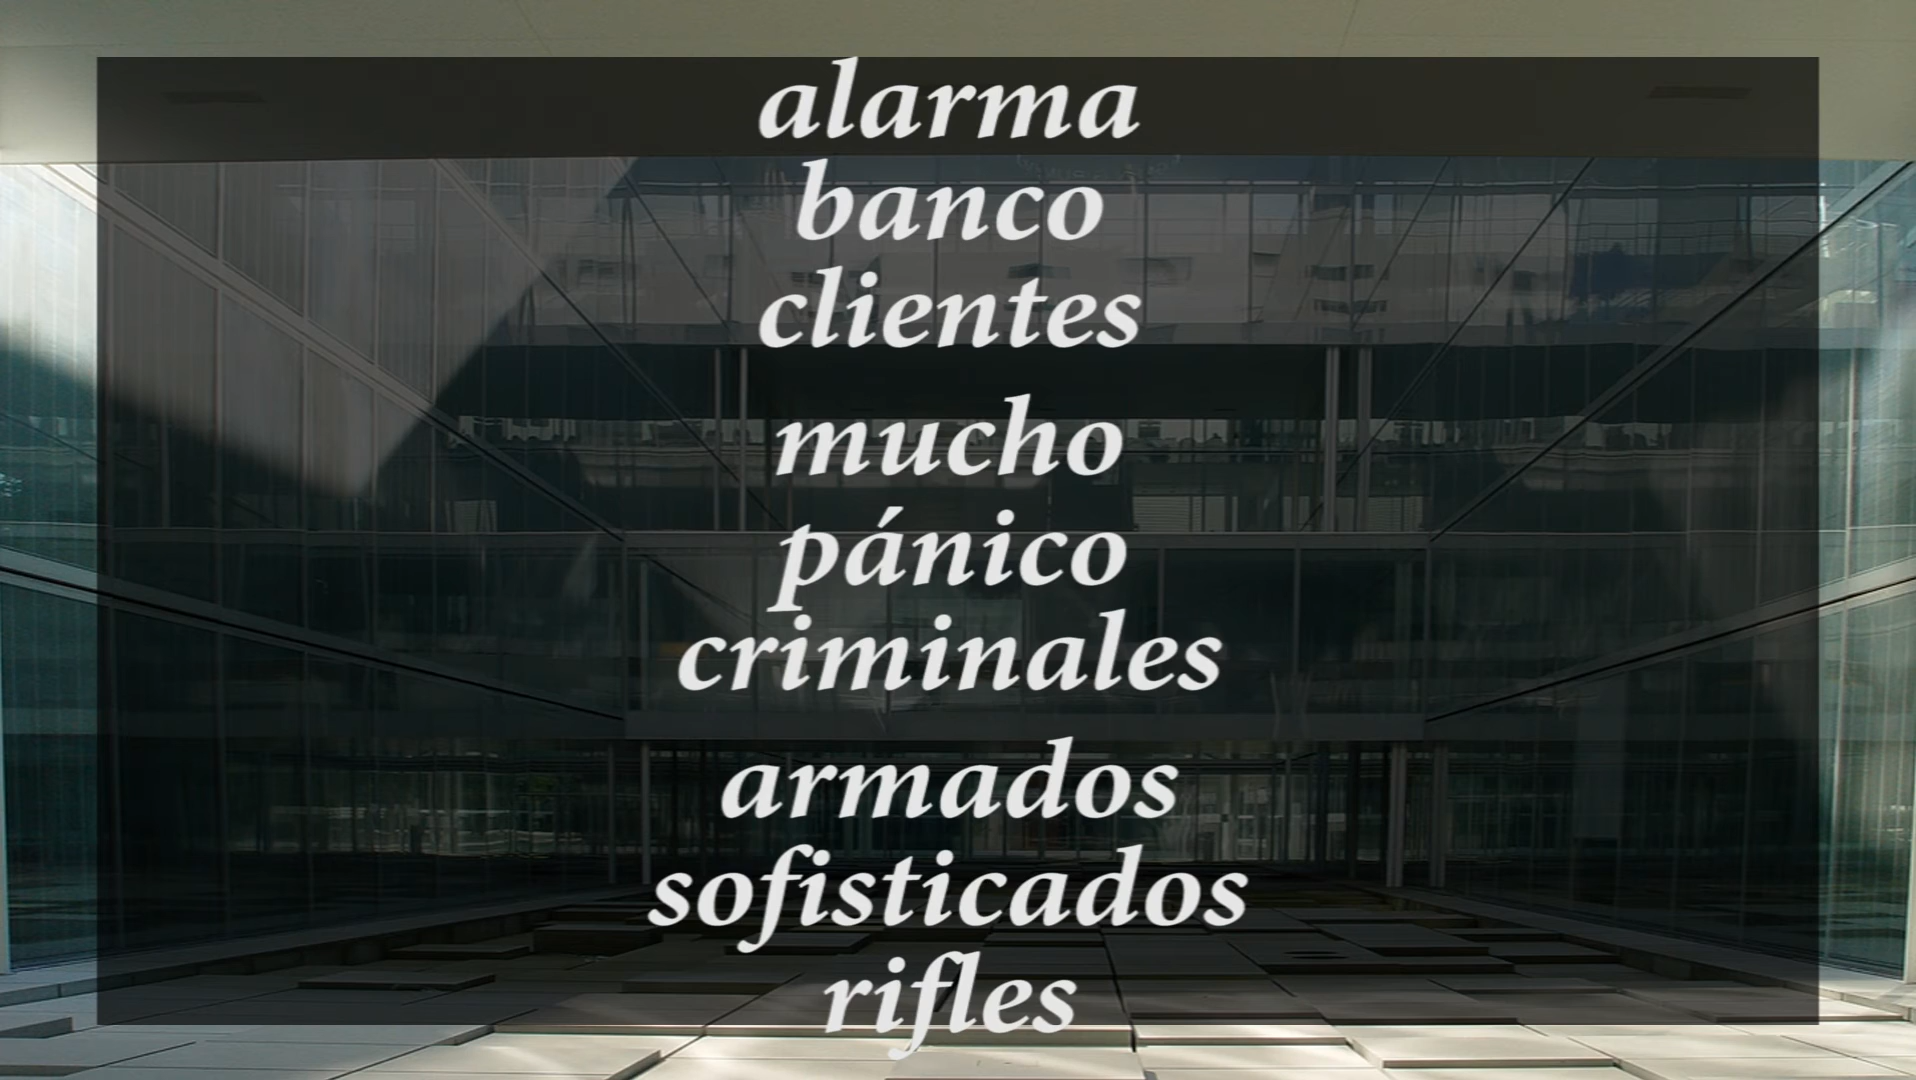 alarma
banco
clientes
mucho
pánico
criminales
armados
sofisticados
rifles